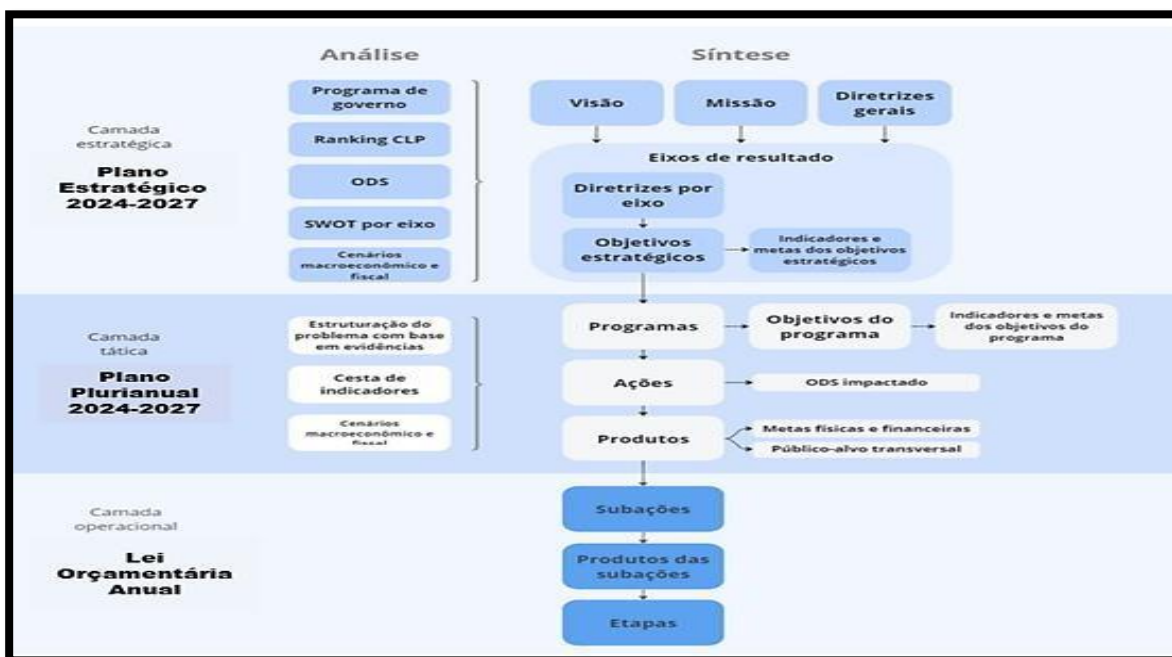 Análise
Síntese
Camada
estratégica
Plano
Estratégico
2024-2027
Programa de
governo
Ranking CLP
ODS
SWOT por eixo
Cenários
macroeconômico e
fiscal
Visão
Missão
Diretrizes
gerais
Eixos de resultado
Diretrizes por
eixo
Objetivos
estratégicos
Indicadores e
metas dos objetivos
estratégicos
Camada
tática
Plano
Plurianual
2024-2027
Estruturação do
problema com base
em evidências
Cesta de
indicadores
Cenários
macroeconômico e
fiscal
Programas
Objetivos do
programa
Indicadores e metas
dos objetivos do
programa
Ações
ODS impactado
Produtos
Metas físicas e financeiras
Público-alvo transversal
Camada
operacional
Lei
Orçamentária
Anual
Subações
Produtos das
subações
Etapas